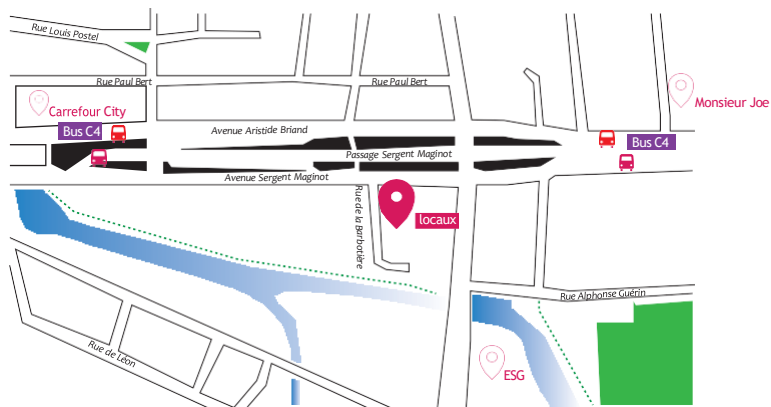 Rue Louis Postel
Rue Paul Bert
Rue Paul Bert
Carrefour City
Monsieur Joe
Bus C4
Avenue Aristide Briand
Bus C4
Passage Sergent Maginot
Avenue Sergent Maginot
Rue de la Barbotière
locaux
Rue Alphonse Guérin
Rue de Léon
ESG